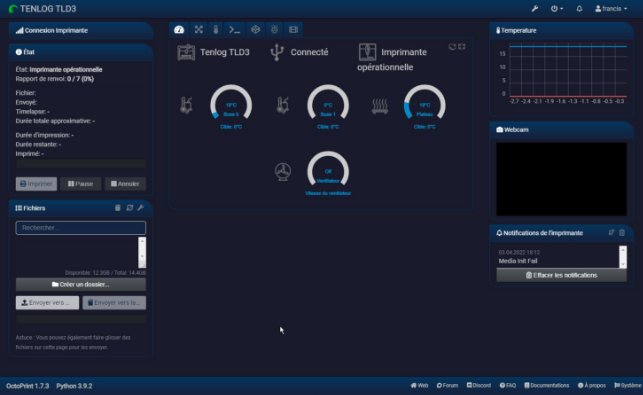 TENLOG TLD3
francis
Connexion Imprimante
État
État: Imprimante opérationnelle
Rapport de renvoi: 0 / 7 (0%)
Fichier:
Envoyé:
Timelapse: -
Durée totale approximative: -
Durée d'impression: -
Durée restante: -
Imprimé: -
Imprimer
Pause
Annuler
Fichiers
Rechercher...
Disponible: 12.3GB / Total: 14.4GB
Créer un dossier...
Envoyer vers ...
Envoyer vers la...
Astuce : Vous pouvez également faire glisser des
fichiers sur cette page pour les envoyer.
Tenlog TLD3
Connecté
Imprimante
opérationnelle
10°C
Buse 0
Cible: 0°C
0°C
Buse 1
Cible: 0°C
10°C
Plateau
Cible: 0°C
Off
Ventilateur
Vitesse du ventilateur
Temperature
15
10
5
0
-2.7 -2.4 -2.1 -1.9 -1.6 -1.3 -1.1 -0.8 -0.5 -0.3
Webcam
Notifications de l'imprimante
03.04.2022 18:12
Media Init Fail
Effacer les notifications
OctoPrint 1.7.3 Python 3.9.2
Web
Forum
Discord
FAQ
Documentations
À propos
Système